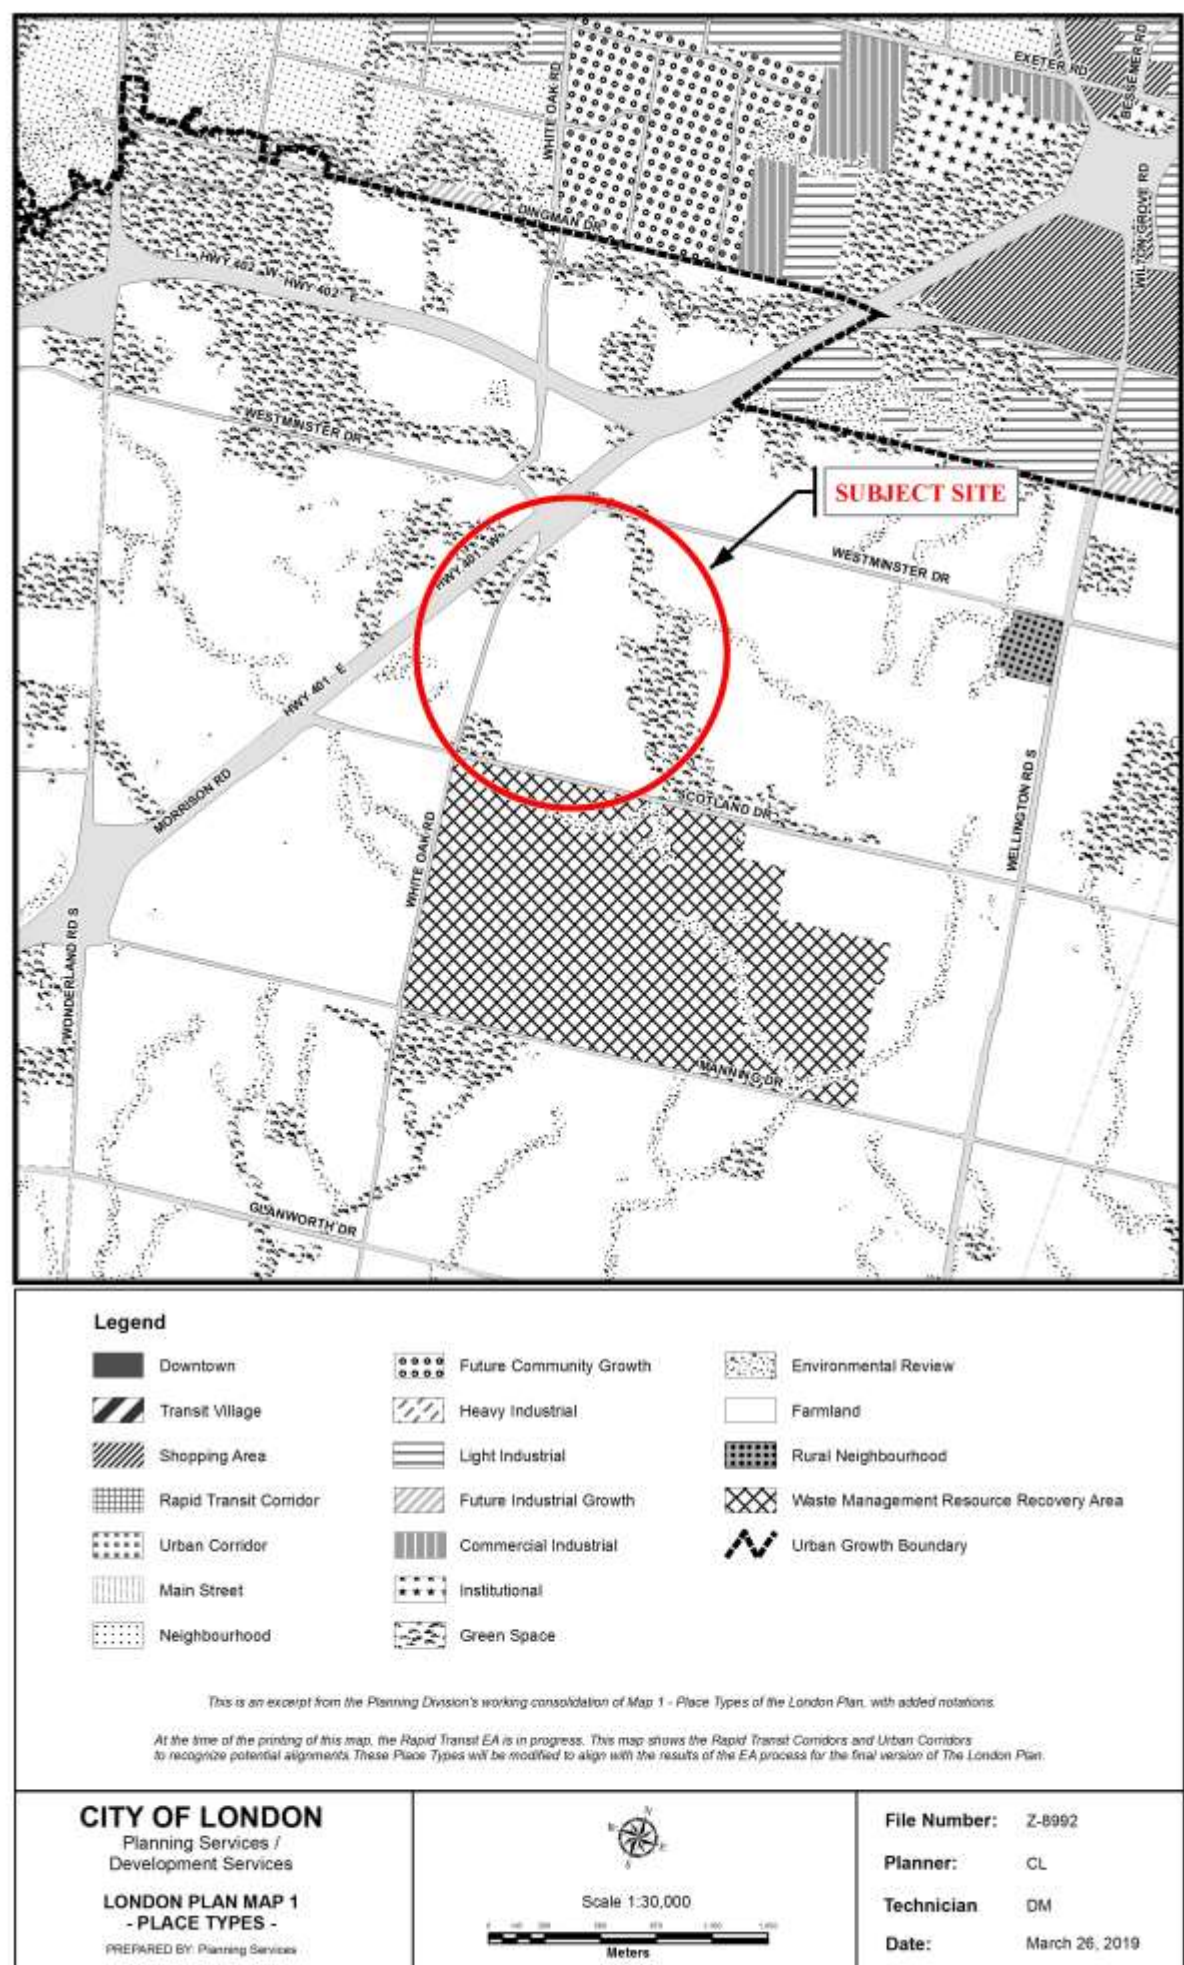 EXETER RD
BESSEMER RD
WHITE OAK RD
WILTON GROVE RD
DINGMAN DR
HWY 402 W
HWY 402 E
WESTMINSTER DR
SUBJECT SITE
HWY 401 W
WESTMINSTER DR
HWY 401 E
MORRISON RD
SCOTLAND DR
WELLINGTON RD S
WHITE OAK RD
WONDERLAND RD S
MANNING DR
GLANWORTH DR
Legend
Downtown
Transit Village
Shopping Area
Rapid Transit Corridor
Urban Corridor
Main Street
Neighbourhood
Future Community Growth
Heavy Industrial
Light Industrial
Future Industrial Growth
Commercial Industrial
Institutional
Green Space
Environmental Review
Farmland
Rural Neighbourhood
Waste Management Resource Recovery Area
Urban Growth Boundary
This is an excerpt from the Planning Division's working consolidation of Map 1 - Place Types of the London Plan, with added notations.
At the time of the printing of this map, the Rapid Transit EA is in progress. This map shows the Rapid Transit Corridors and Urban Corridors
to recognize potential alignments. These Place Types will be modified to align with the results of the EA process for the final version of The London Plan.
CITY OF LONDON
Planning Services /
Development Services
LONDON PLAN MAP 1
- PLACE TYPES -
PREPARED BY: Planning Services
N
E
S
Scale 1:30,000
Meters
File Number: Z-8992
Planner: CL
Technician DM
Date: March 26, 2019